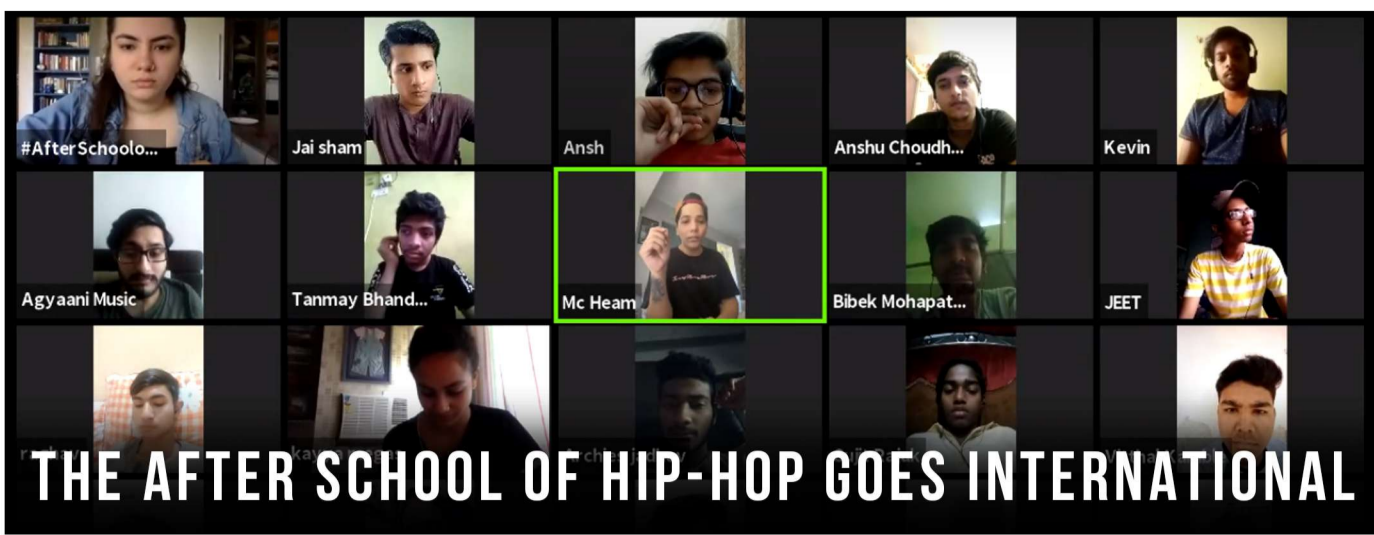 #AfterSchoolo...
Jai sham
Ansh
Anshu Choudh...
Kevin
Agyaani Music
Tanmay Bhand...
Mc Heam
Bibek Mohapat...
JEET
THE AFTER SCHOOL OF HIP-HOP GOES INTERNATIONAL